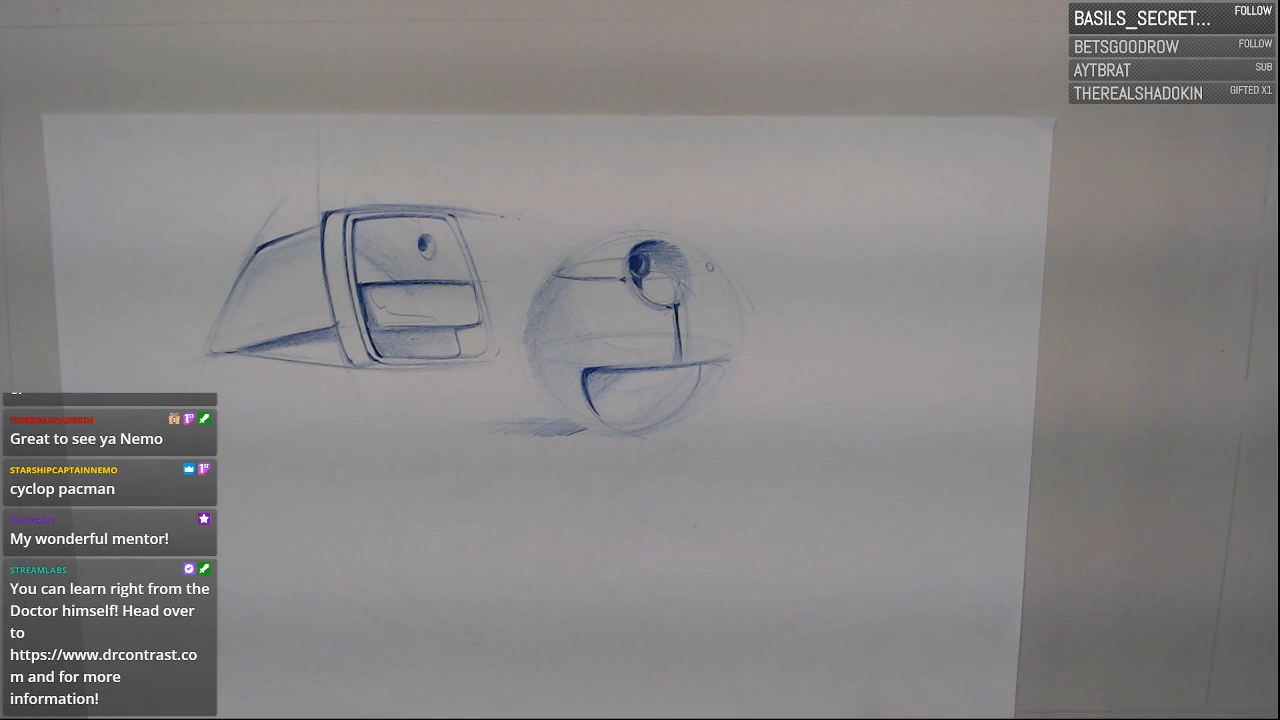 BASILS_SECRET... FOLLOW
BETSGOODROW FOLLOW
AYTBRAT SUB
THEREALSHADOKIN GIFTED X1
THEREALSHADOKIN
Great to see ya Nemo
STARSHIPCAPTAINNEMO
cyclop pacman
My wonderful mentor!
STREAMLABS
You can learn right from the
Doctor himself! Head over
to
https://www.drcontrast.co
m and for more
information!